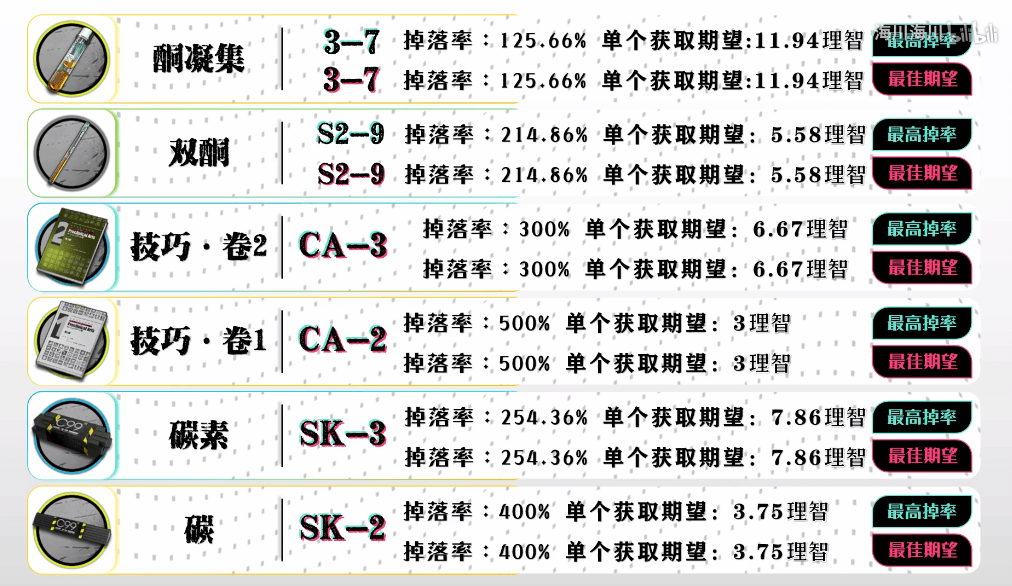 海川海川 bilibili
酮凝集
3-7 掉落率：125.66% 单个获取期望:11.94理智 最高掉率
3-7 掉落率：125.66% 单个获取期望:11.94理智 最佳期望
双酮
S2-9 掉落率：214.86% 单个获取期望：5.58理智 最高掉率
S2-9 掉落率：214.86% 单个获取期望：5.58理智 最佳期望
技巧·卷2
CA-3
掉落率：300% 单个获取期望：6.67理智 最高掉率
掉落率：300% 单个获取期望：6.67理智 最佳期望
技巧·卷1
CA-2
掉落率：500% 单个获取期望：3理智 最高掉率
掉落率：500% 单个获取期望：3理智 最佳期望
碳素
SK-3
掉落率：254.36% 单个获取期望：7.86理智 最高掉率
掉落率：254.36% 单个获取期望：7.86理智 最佳期望
碳
SK-2
掉落率：400% 单个获取期望：3.75理智 最高掉率
掉落率：400% 单个获取期望：3.75理智 最佳期望
2
C99
C99